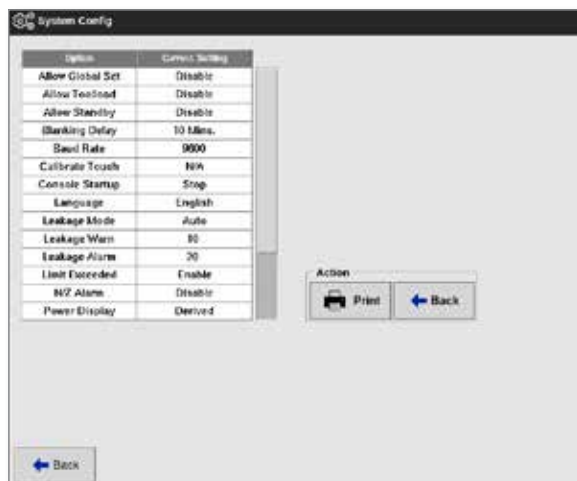 System Config
Option Current Setting
Allow Global Set Disable
Allow Toolload Disable
Allow Standby Disable
Blanking Delay 10 Mins.
Baud Rate 9600
Calibrate Touch N/A
Console Startup Stop
Language English
Leakage Mode Auto
Leakage Warn 10
Leakage Alarm 20
Limit Exceeded Enable
N/Z Alarm Disable
Power Display Derived
Action
Print Back
Back